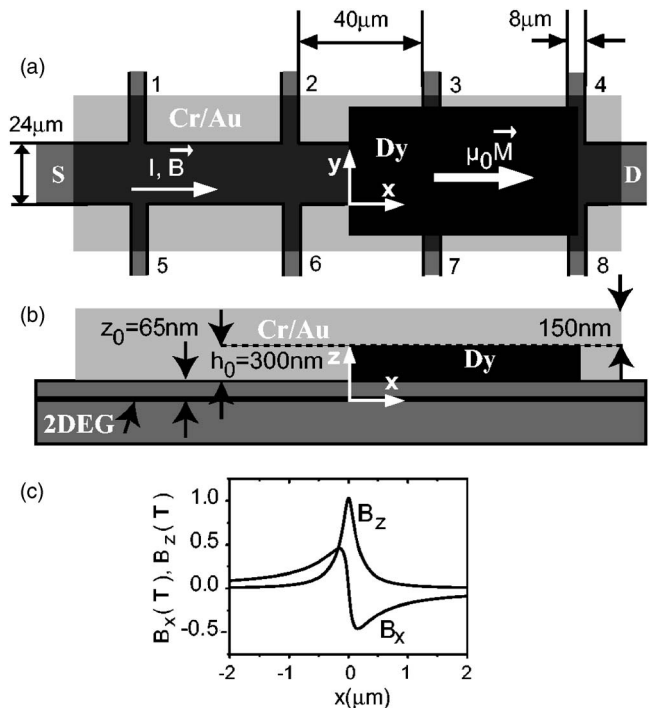 40μm
8μm
(a)
1
2
3
4
Cr/Au
24μm
Dy
μ₀M⃗
S
I, B⃗
y
x
D
5
6
7
8
(b)
z₀=65nm
Cr/Au
150nm
h₀=300nm
z
Dy
x
2DEG
(c)
Bₓ(T), B_z(T)
1.0
0.5
0.0
-0.5
B_z
Bₓ
-2
-1
0
1
2
x(μm)